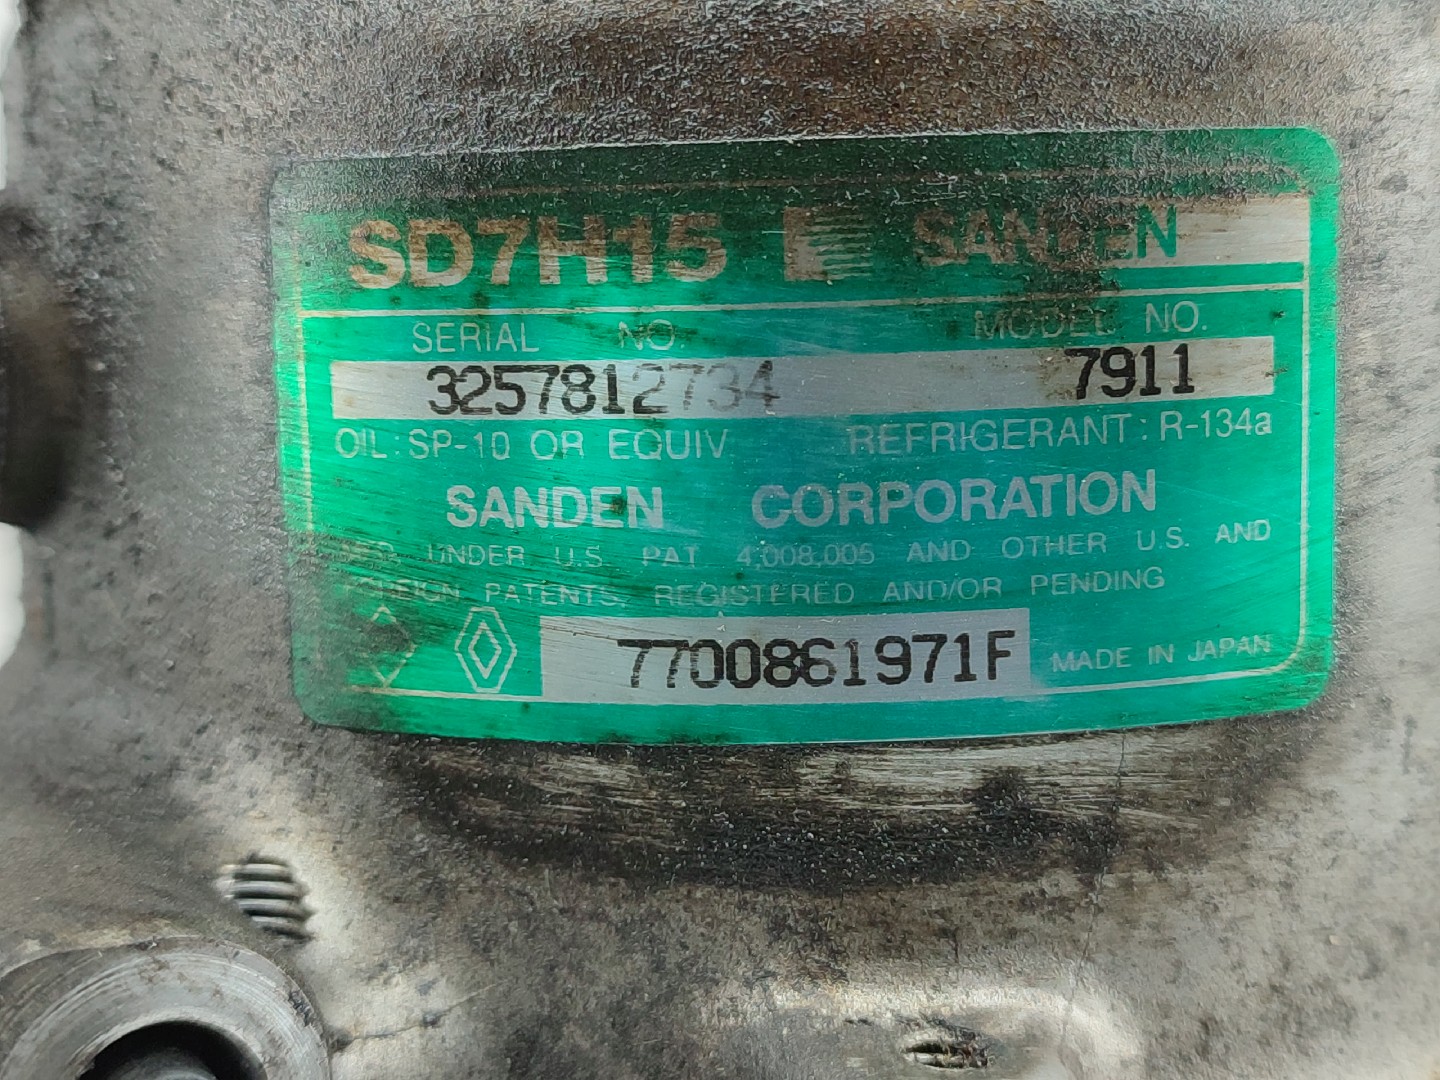 SD7H15 SANDEN
SERIAL NO. MODEL NO.
3257812734 7911
OIL: SP-10 OR EQUIV REFRIGERANT: R-134a
SANDEN CORPORATION
UNDER U.S. PAT 4,008,005 AND OTHER U.S. AND
PATENTS, REGISTERED AND/OR PENDING
7700861971F MADE IN JAPAN